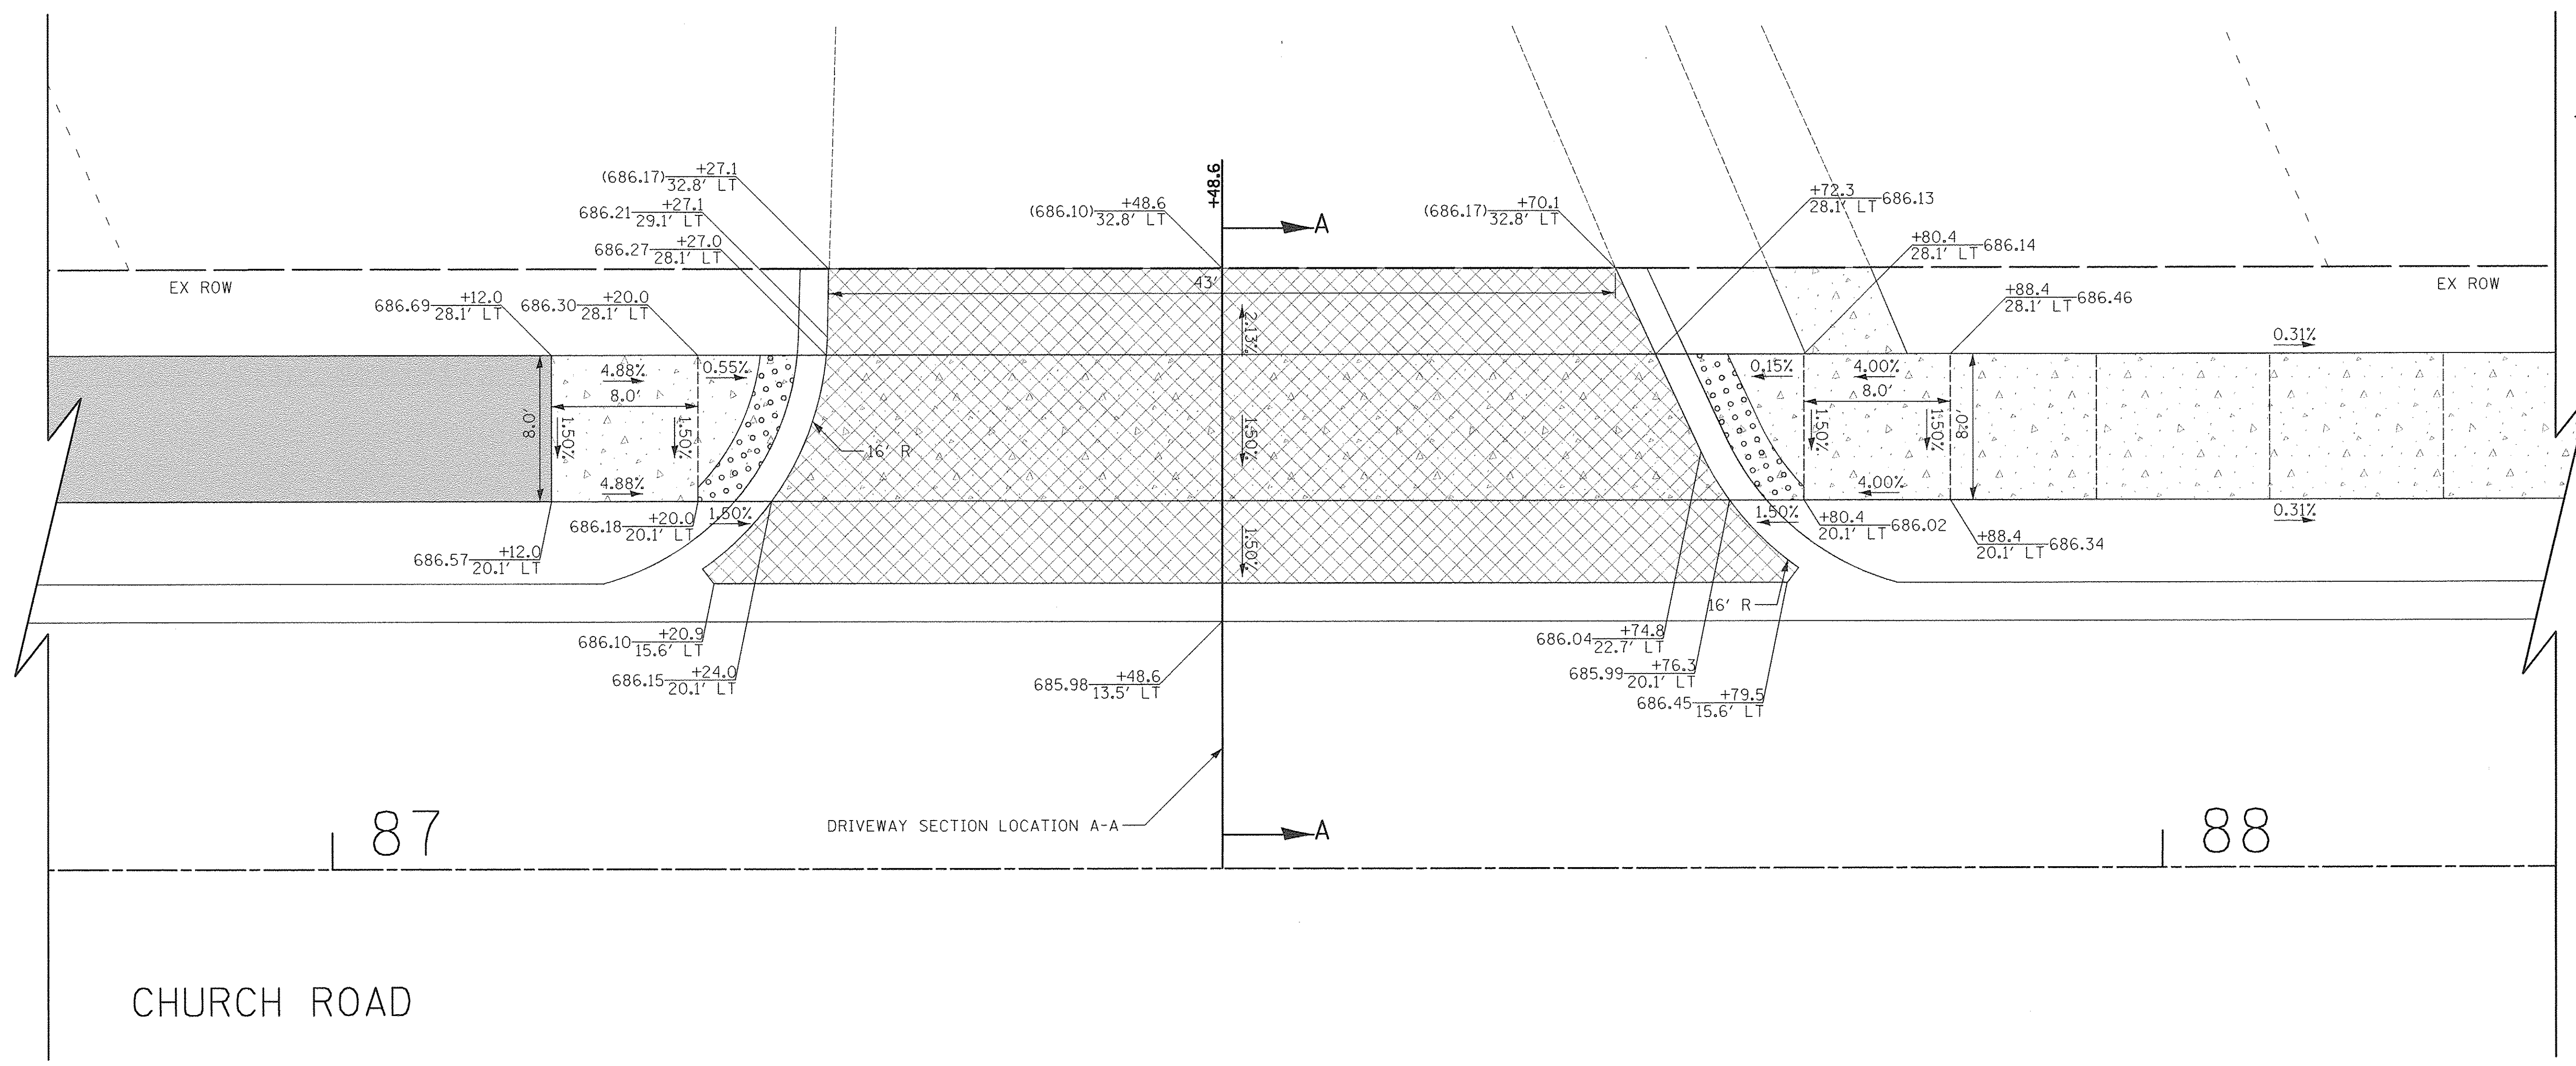 +27.1
(686.17) 32.8' LT
+27.1
686.21 29.1' LT
+27.0
686.27 28.1' LT
+48.6
(686.10) 32.8' LT
+48.6
A
+70.1
(686.17) 32.8' LT
+72.3
28.1' LT 686.13
+80.4
28.1' LT 686.14
EX ROW
EX ROW
43'
+12.0
686.69 28.1' LT
+20.0
686.30 28.1' LT
+88.4
28.1' LT 686.46
2.13%
0.31%
4.88%
0.55%
8.0'
0.15%
4.00%
8.0'
8.0'
1.50%
1.50%
16' R
1.50%
1.50%
1.50%
8.0'
4.88%
4.00%
1.50%
1.50%
0.31%
+20.0
686.18 20.1' LT
+80.4
20.1' LT 686.02
+12.0
686.57 20.1' LT
1.50%
+88.4
20.1' LT 686.34
16' R
+20.9
686.10 15.6' LT
+24.0
686.15 20.1' LT
+48.6
685.98 13.5' LT
+74.8
686.04 22.7' LT
+76.3
685.99 20.1' LT
+79.5
686.45 15.6' LT
DRIVEWAY SECTION LOCATION A-A
A
87
88
CHURCH ROAD